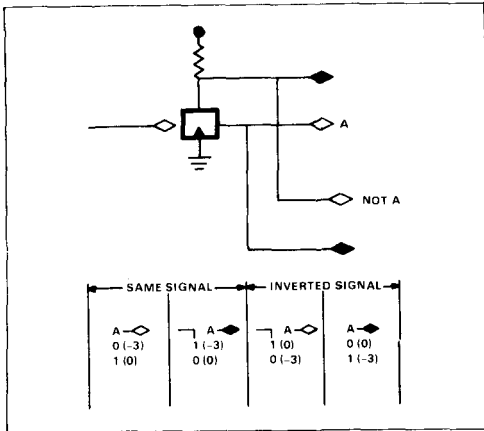 A
NOT A
SAME SIGNAL INVERTED SIGNAL
A ¬ A ¬ A A
0 (-3) 1 (-3) 1 (0) 0 (0)
1 (0) 0 (0) 0 (-3) 1 (-3)